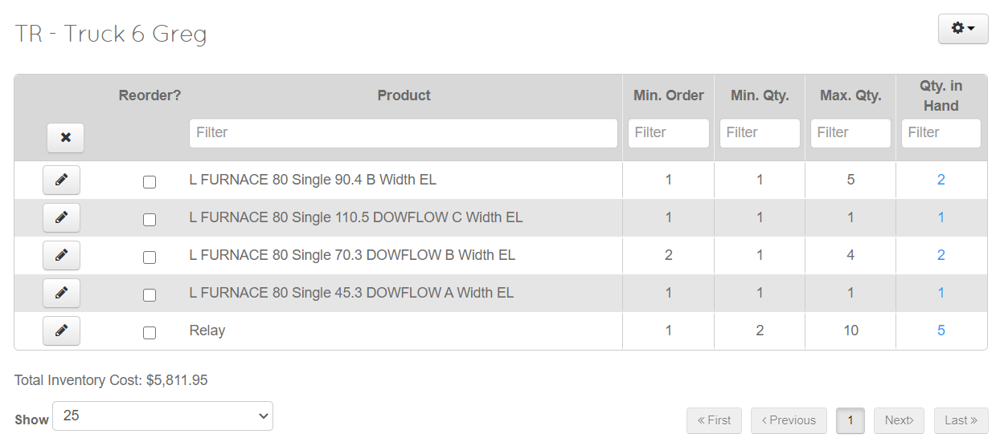 TR - Truck 6 Greg
Reorder? Product Min. Order Min. Qty. Max. Qty. Qty. in Hand
Filter Filter Filter Filter Filter
L FURNACE 80 Single 90.4 B Width EL 1 1 5 2
L FURNACE 80 Single 110.5 DOWFLOW C Width EL 1 1 1 1
L FURNACE 80 Single 70.3 DOWFLOW B Width EL 2 1 4 2
L FURNACE 80 Single 45.3 DOWFLOW A Width EL 1 1 1 1
Relay 1 2 10 5
Total Inventory Cost: $5,811.95
Show 25 « First ‹ Previous 1 Next› Last »